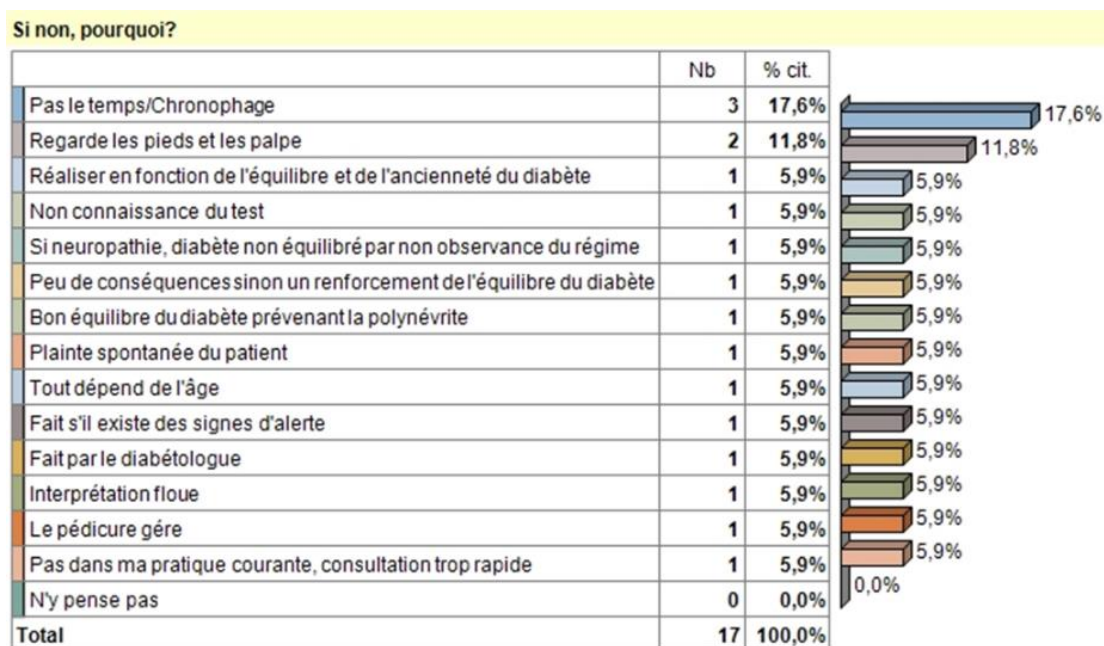 Si non, pourquoi?
Nb % cit.
Pas le temps/Chronophage 3 17,6% 17,6%
Regarde les pieds et les palpe 2 11,8% 11,8%
Réaliser en fonction de l'équilibre et de l'ancienneté du diabète 1 5,9% 5,9%
Non connaissance du test 1 5,9% 5,9%
Si neuropathie, diabète non équilibré par non observance du régime 1 5,9% 5,9%
Peu de conséquences sinon un renforcement de l'équilibre du diabète 1 5,9% 5,9%
Bon équilibre du diabète prévenant la polynévrite 1 5,9% 5,9%
Plainte spontanée du patient 1 5,9% 5,9%
Tout dépend de l'âge 1 5,9% 5,9%
Fait s'il existe des signes d'alerte 1 5,9% 5,9%
Fait par le diabétologue 1 5,9% 5,9%
Interprétation floue 1 5,9% 5,9%
Le pédicure gére 1 5,9% 5,9%
Pas dans ma pratique courante, consultation trop rapide 1 5,9% 5,9%
N'y pense pas 0 0,0% 0,0%
Total 17 100,0%